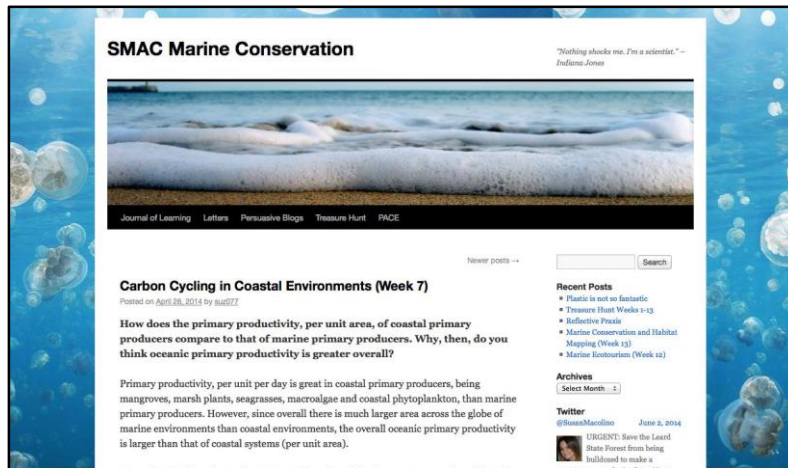 SMAC Marine Conservation
"Nothing shocks me. I'm a scientist." –
Indiana Jones
Journal of Learning Letters Persuasive Blogs Treasure Hunt PACE
Newer posts →
Search
Carbon Cycling in Coastal Environments (Week 7)
Posted on April 28, 2014 by suz077
How does the primary productivity, per unit area, of coastal primary
producers compare to that of marine primary producers. Why, then, do you
think oceanic primary productivity is greater overall?
Primary productivity, per unit per day is great in coastal primary producers, being
mangroves, marsh plants, seagrasses, macroalgae and coastal phytoplankton, than marine
primary producers. However, since overall there is much larger area across the globe of
marine environments than coastal environments, the overall oceanic primary productivity
is larger than that of coastal systems (per unit area).
Recent Posts
Plastic is not so fantastic
Treasure Hunt Weeks 1-13
Reflective Praxis
Marine Conservation and Habitat
Mapping (Week 13)
Marine Ecotourism (Week 12)
Archives
Select Month
Twitter
@SusanMacolino June 2, 2014
URGENT: Save the Leard
State Forest from being
bulldozed to make a